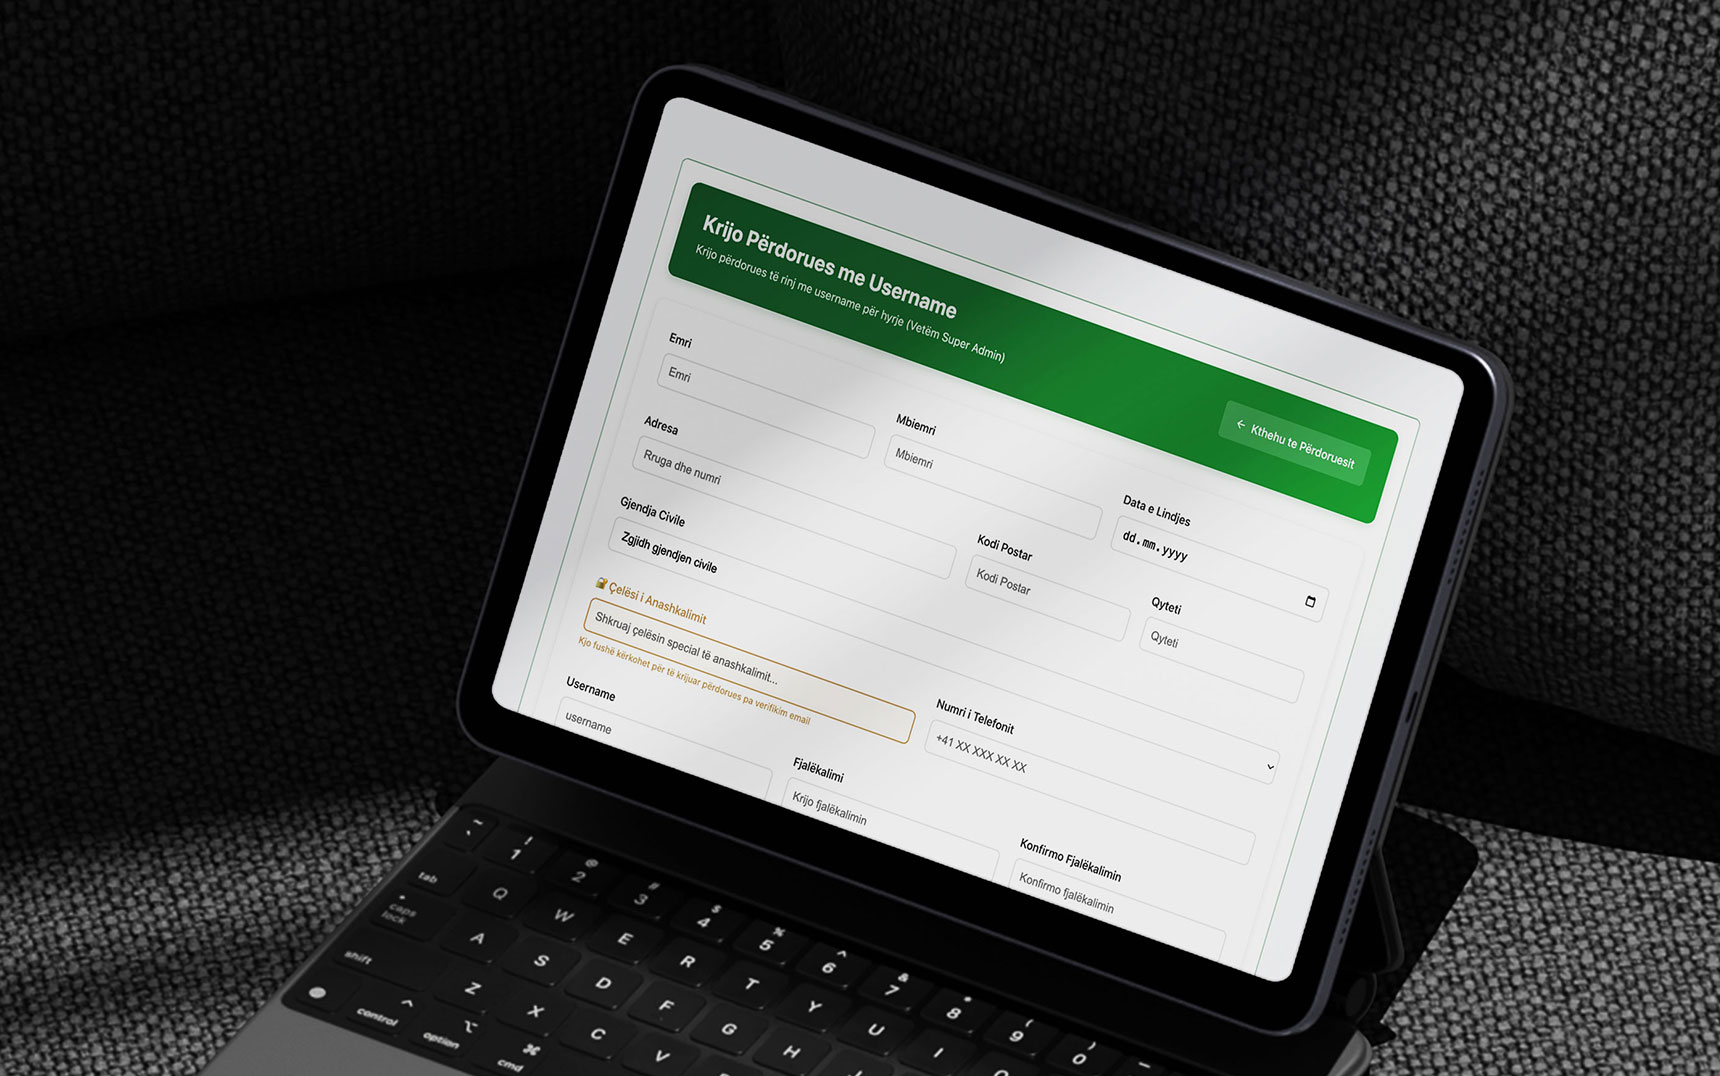 Krijo Përdorues me Username
Krijo përdorues të rinj me username për hyrje (Vetëm Super Admin)
← Kthehu te Përdoruesit
Emri
Emri
Mbiemri
Mbiemri
Data e Lindjes
dd.mm.yyyy
Adresa
Rruga dhe numri
Kodi Postar
Kodi Postar
Qyteti
Qyteti
Gjendja Civile
Zgjidh gjendjen civile
🔐 Çelësi i Anashkalimit
Shkruaj çelësin special të anashkalimit...
Kjo fushë kërkohet për të krijuar përdorues pa verifikim email
Numri i Telefonit
+41 XX XXX XX XX
Username
username
Fjalëkalimi
Krijo fjalëkalimin
Konfirmo Fjalëkalimin
Konfirmo fjalëkalimin
~ ! @ # $ % ^ & * ( )
1 2 3 4 5 6 7 8 9 0
tab Q W E R T Y U I O
caps lock A S D F G H J
shift Z X C V
control option cmd